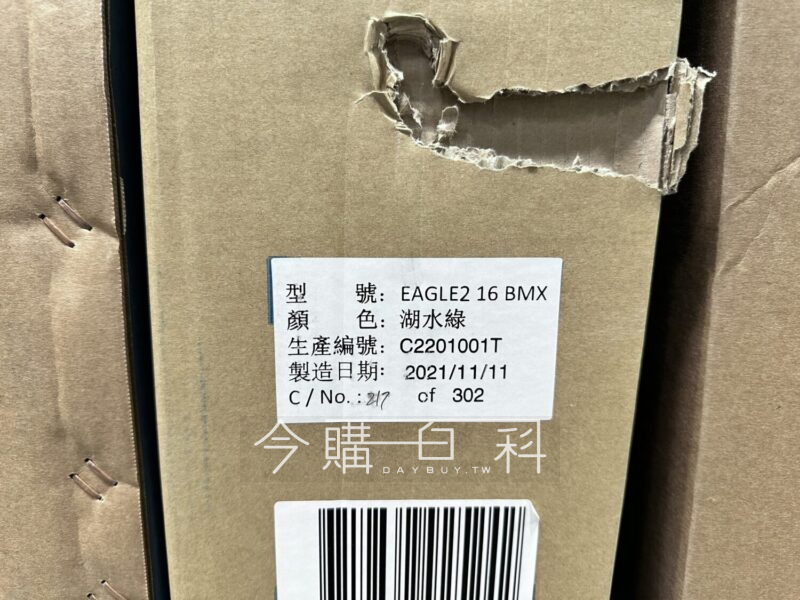 型　　號: EAGLE2 16 BMX
顏　　色: 湖水綠
生產編號: C2201001T
製造日期: 2021/11/11
C / No. : 217 of 302
今購百科
DAYBUY.TW